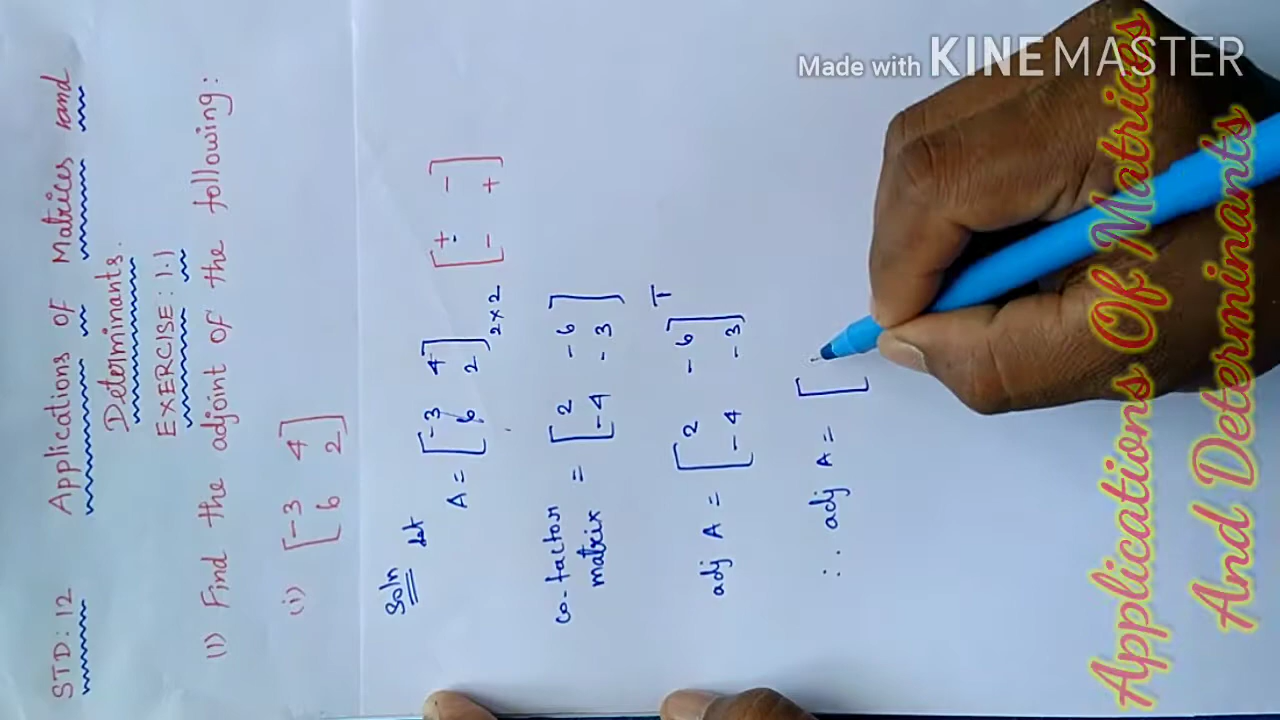 STD: 12 Applications of Matrices and
Determinants.
EXERCISE: 1.1
(1) Find the adjoint of the following:
(i) [-3 4
6 2]
Soln
let
A = [-3 4
6 2] 2×2
[+ -
- +]
co-factor
matrix = [2 -6
-4 -3]
adj A = [2 -6
-4 -3] T
∴ adj A = [
Made with KINEMASTER
Applications Of Matrices
And Determinants